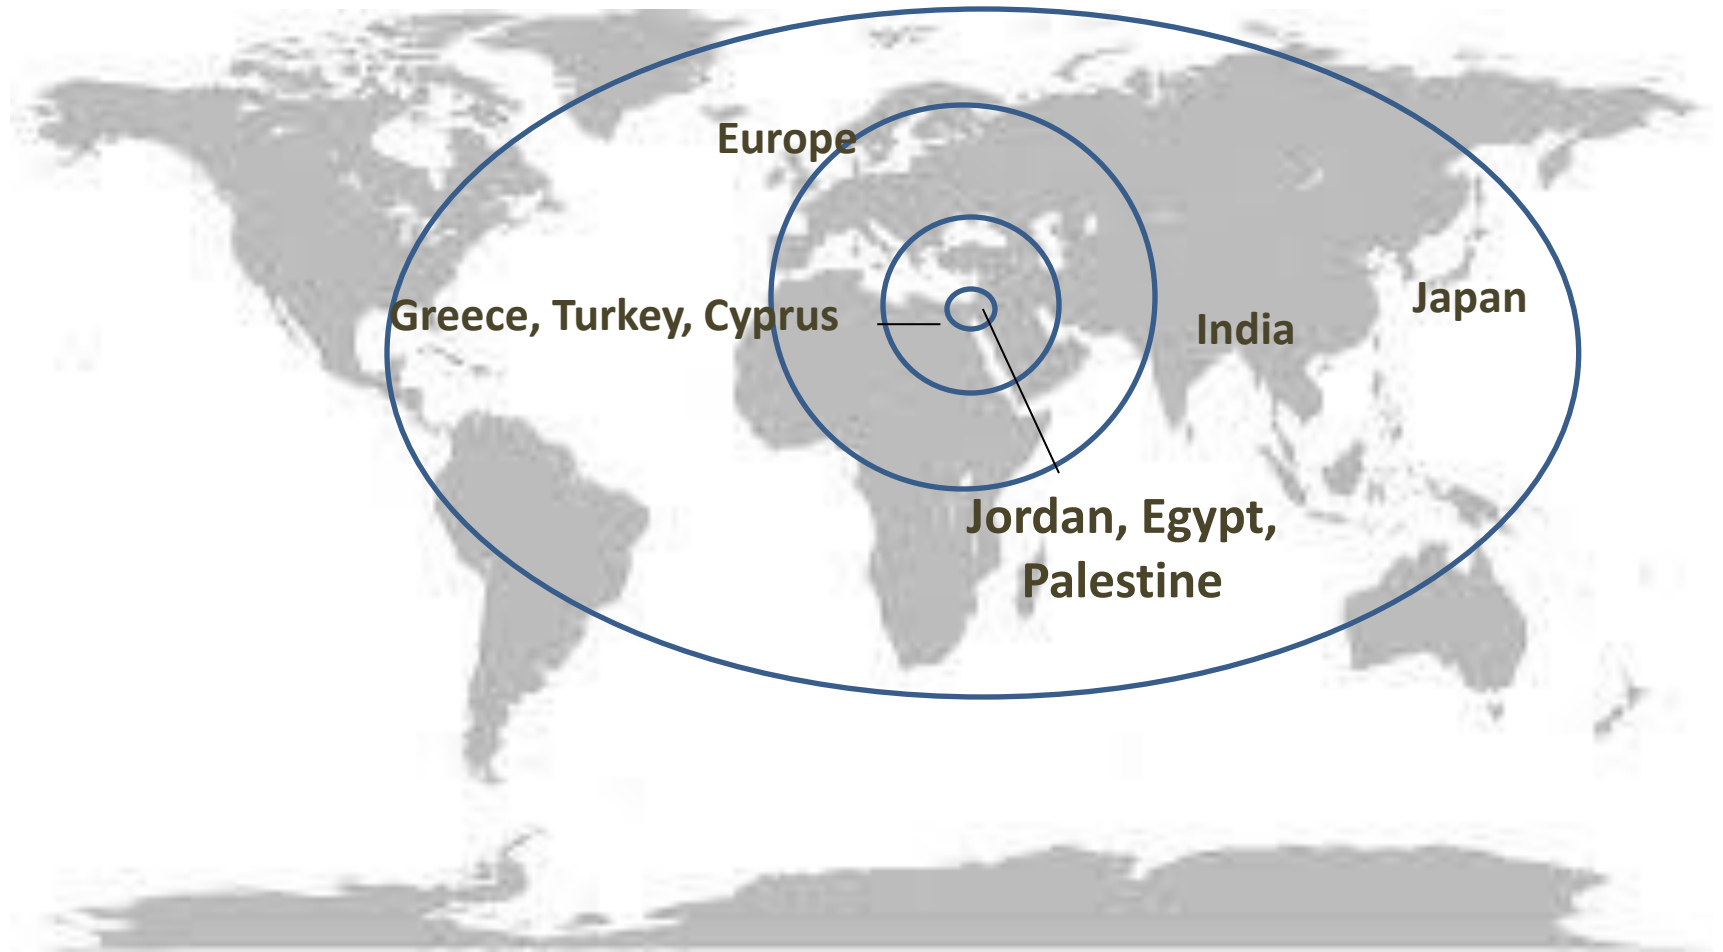 Europe
Greece, Turkey, Cyprus
India
Japan
Jordan, Egypt,
Palestine